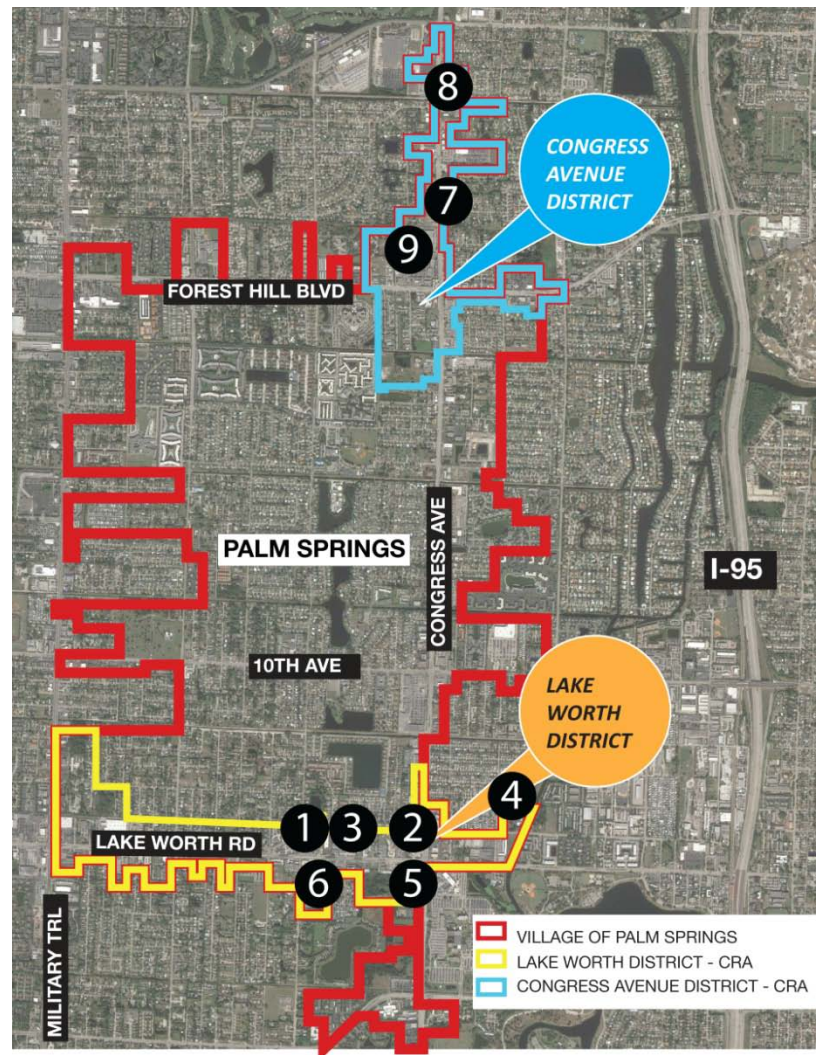 8
CONGRESS
AVENUE
DISTRICT
7
9
FOREST HILL BLVD
PALM SPRINGS
CONGRESS AVE
I-95
10TH AVE
LAKE
WORTH
DISTRICT
4
1
3
2
LAKE WORTH RD
6
5
MILITARY TRL
VILLAGE OF PALM SPRINGS
LAKE WORTH DISTRICT - CRA
CONGRESS AVENUE DISTRICT - CRA